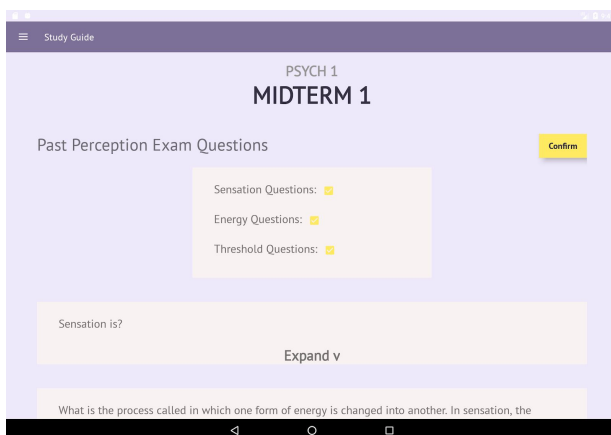 Study Guide
PSYCH 1
MIDTERM 1
Past Perception Exam Questions
Confirm
Sensation Questions:
Energy Questions:
Threshold Questions:
Sensation is?
Expand v
What is the process called in which one form of energy is changed into another. In sensation, the